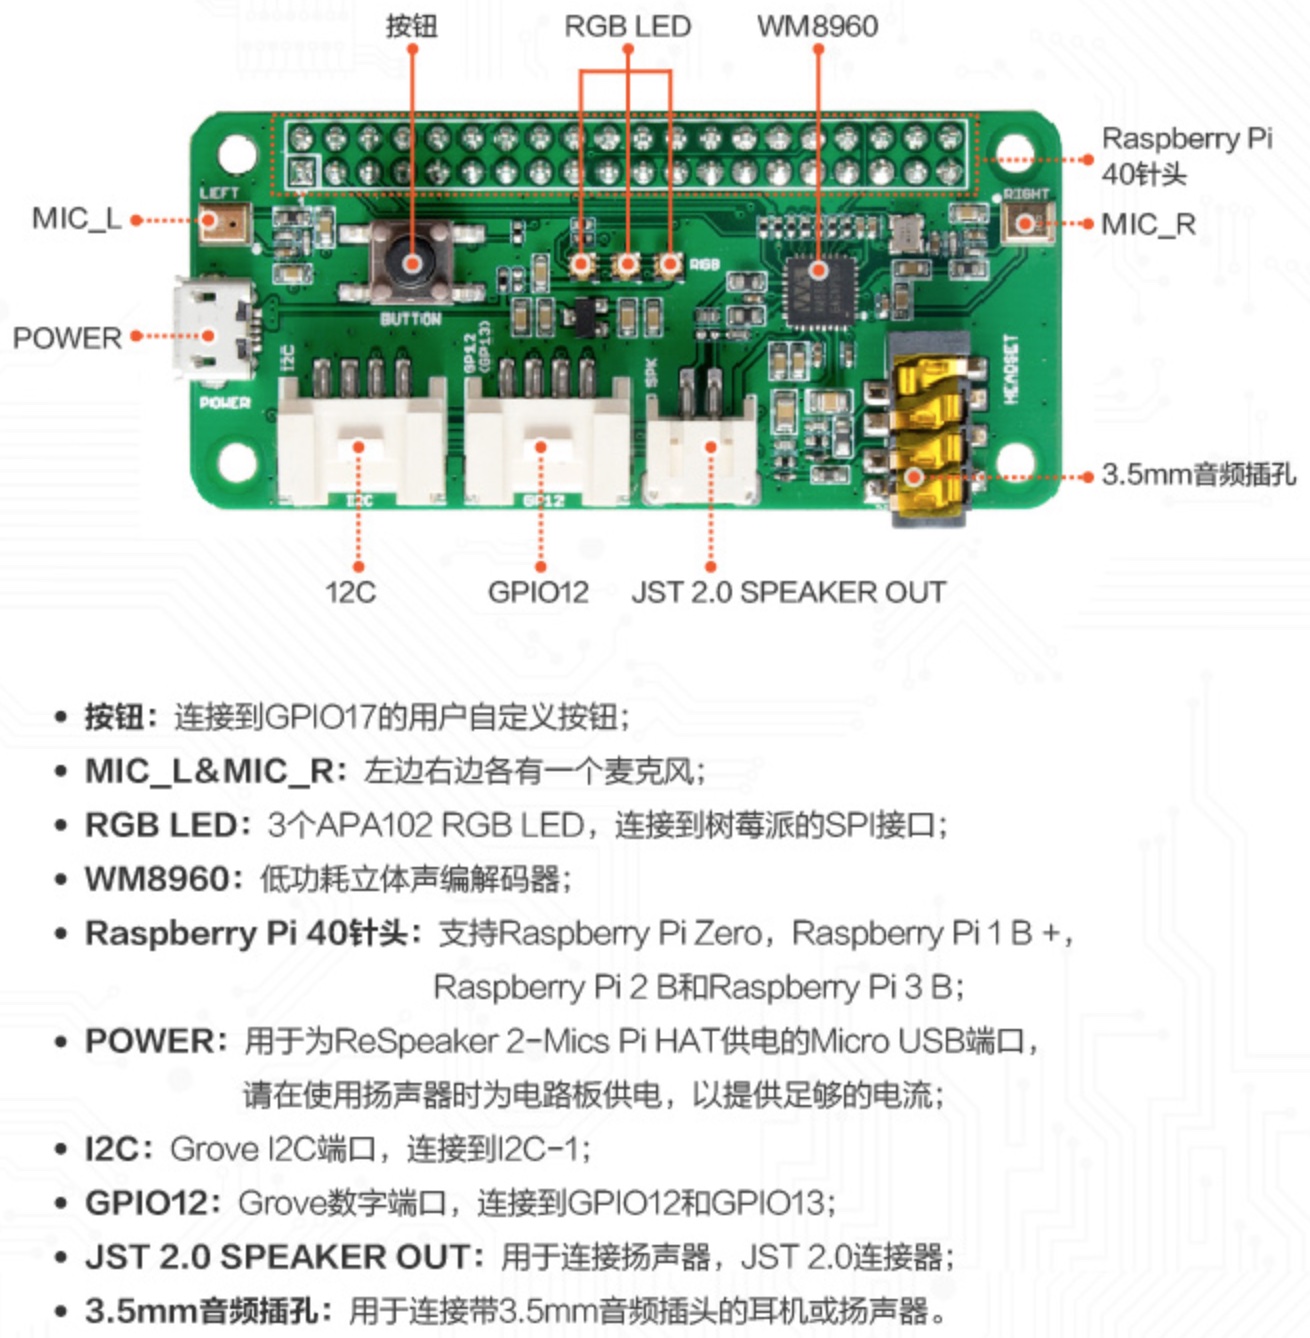 按钮
RGB LED
WM8960
Raspberry Pi
40针头
LEFT
RIGHT
MIC_L
MIC_R
RGB
BUTTON
POWER
I2C
GP12
(GP13)
SPK
HEADSET
POWER
3.5mm音频插孔
I2C
GP12
12C
GPIO12
JST 2.0 SPEAKER OUT
• 按钮：连接到GPIO17的用户自定义按钮；
• MIC_L&MIC_R：左边右边各有一个麦克风；
• RGB LED：3个APA102 RGB LED，连接到树莓派的SPI接口；
• WM8960：低功耗立体声编解码器；
• Raspberry Pi 40针头：支持Raspberry Pi Zero，Raspberry Pi 1 B +，
Raspberry Pi 2 B和Raspberry Pi 3 B；
• POWER：用于为ReSpeaker 2-Mics Pi HAT供电的Micro USB端口，
请在使用扬声器时为电路板供电，以提供足够的电流；
• I2C：Grove I2C端口，连接到I2C-1；
• GPIO12：Grove数字端口，连接到GPIO12和GPIO13；
• JST 2.0 SPEAKER OUT：用于连接扬声器，JST 2.0连接器；
• 3.5mm音频插孔：用于连接带3.5mm音频插头的耳机或扬声器。